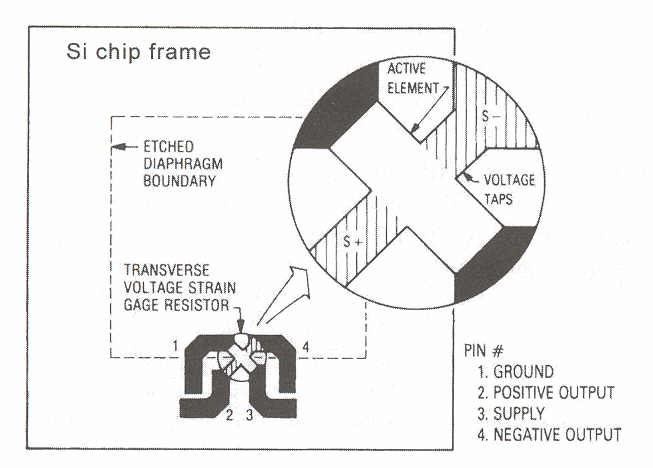 Si chip frame
ACTIVE
ELEMENT
S-
ETCHED
DIAPHRAGM
BOUNDARY
VOLTAGE
TAPS
S+
TRANSVERSE
VOLTAGE STRAIN
GAGE RESISTOR
1
4
2 3
PIN #
1. GROUND
2. POSITIVE OUTPUT
3. SUPPLY
4. NEGATIVE OUTPUT